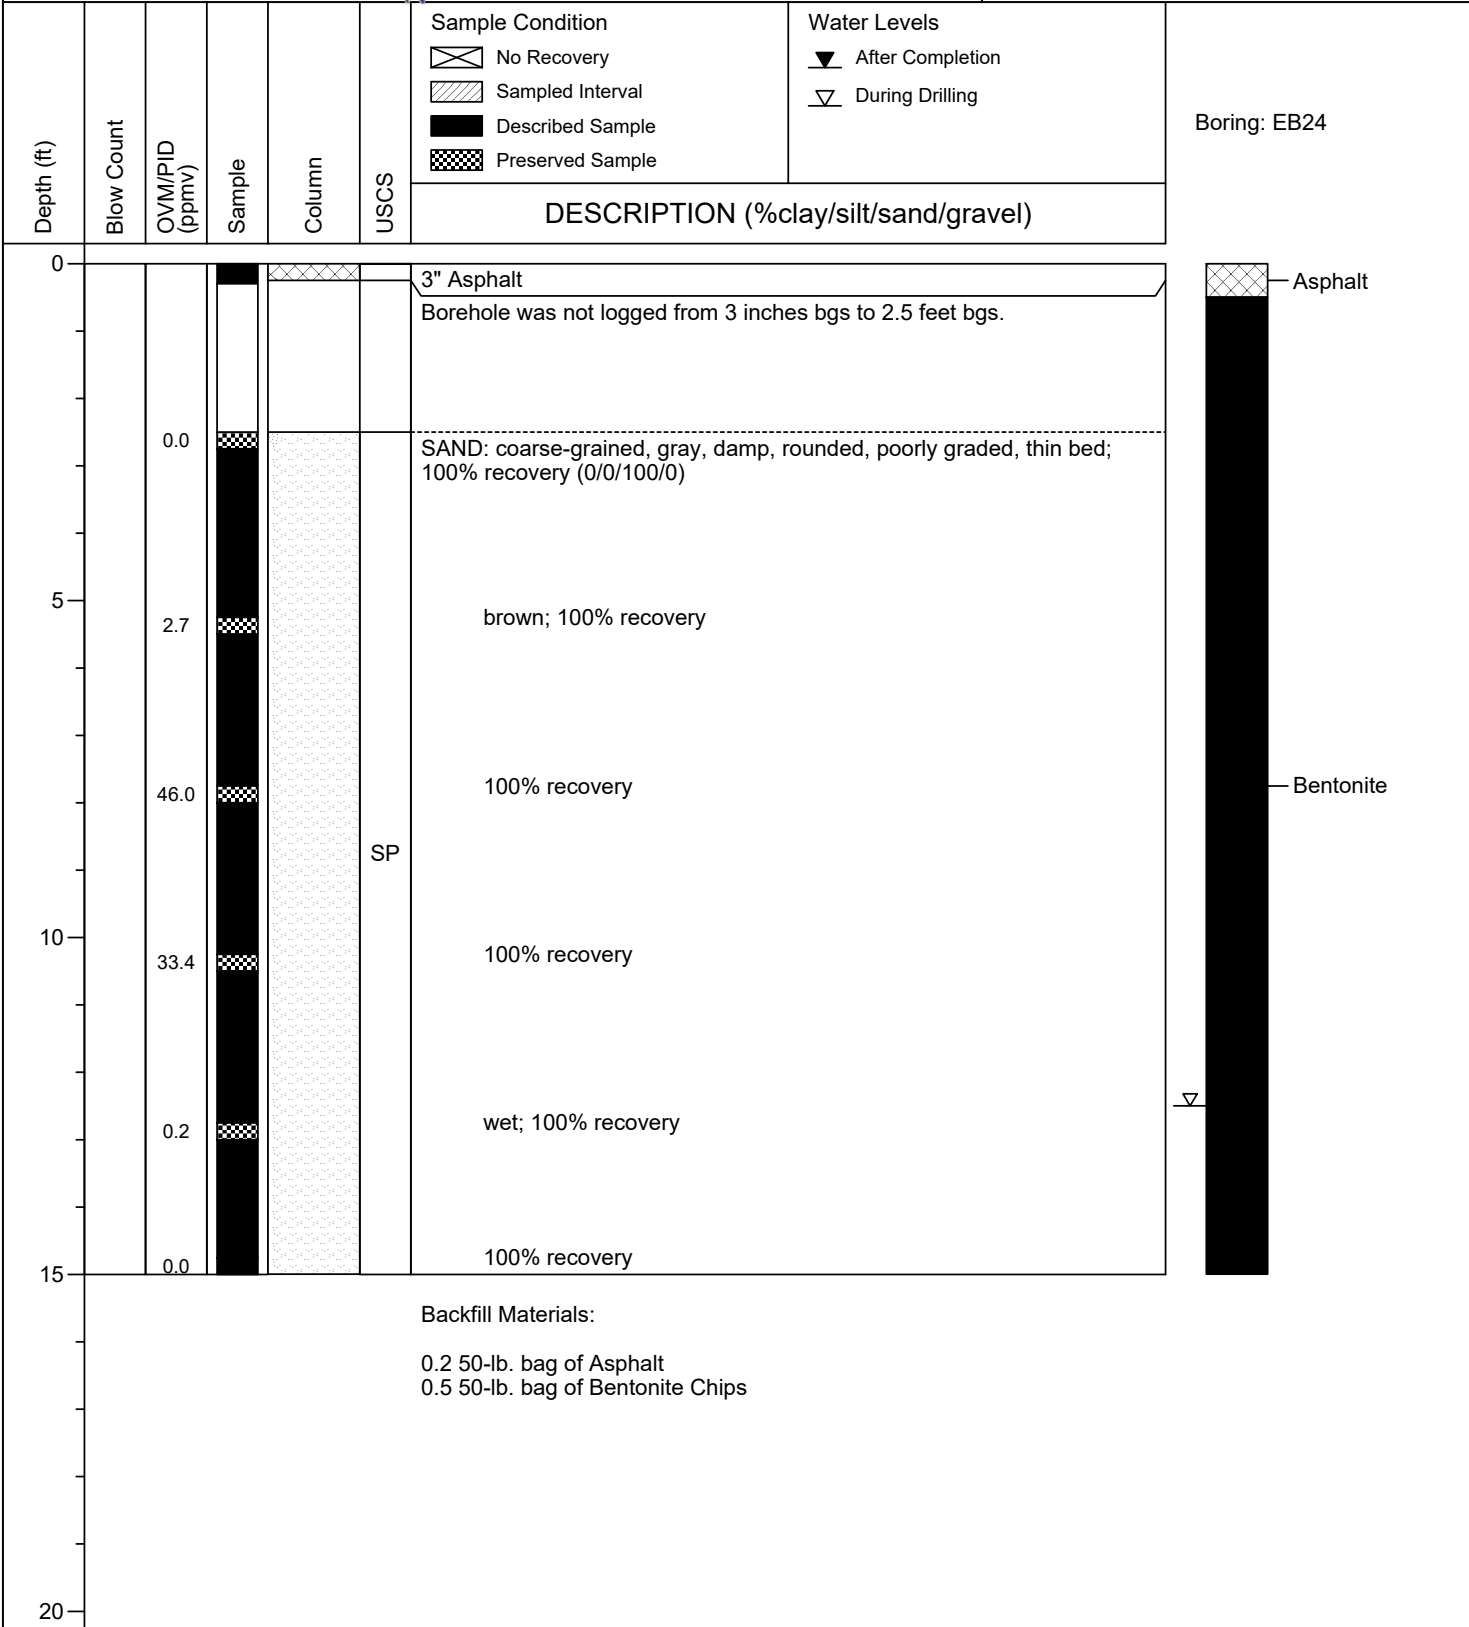 Sample Condition
No Recovery
Sampled Interval
Described Sample
Preserved Sample
Water Levels
After Completion
During Drilling
Boring: EB24
Depth (ft)
Blow Count
OVM/PID
(ppmv)
Sample
Column
USCS
DESCRIPTION (%clay/silt/sand/gravel)
0
3" Asphalt
Asphalt
Borehole was not logged from 3 inches bgs to 2.5 feet bgs.
0.0
SAND: coarse-grained, gray, damp, rounded, poorly graded, thin bed;
100% recovery (0/0/100/0)
5
2.7
brown; 100% recovery
46.0
100% recovery
Bentonite
SP
10
33.4
100% recovery
0.2
wet; 100% recovery
0.0
100% recovery
15
Backfill Materials:
0.2 50-lb. bag of Asphalt
0.5 50-lb. bag of Bentonite Chips
20